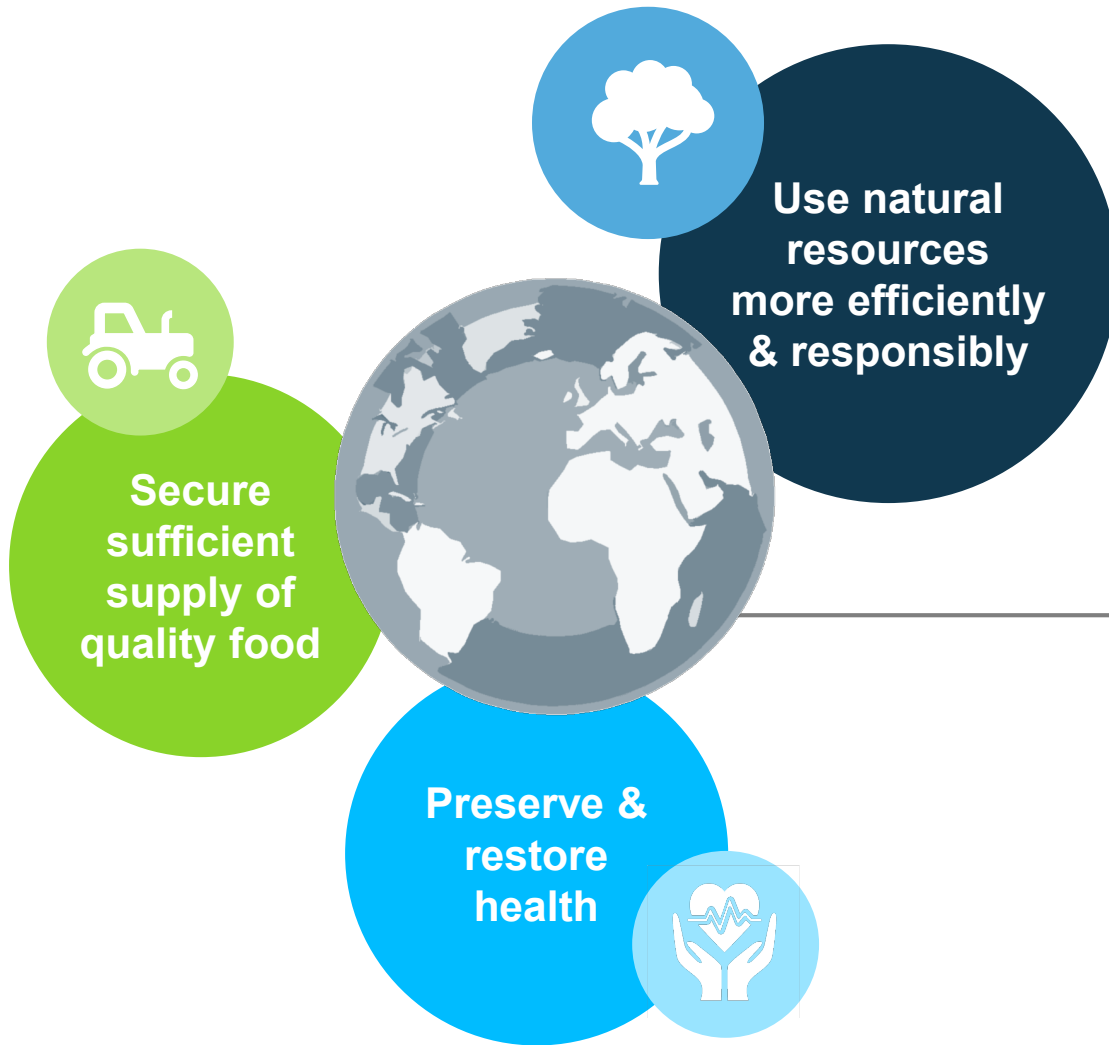 Use natural
resources
more efficiently
& responsibly
Secure
sufficient
supply of
quality food
Preserve &
restore
health